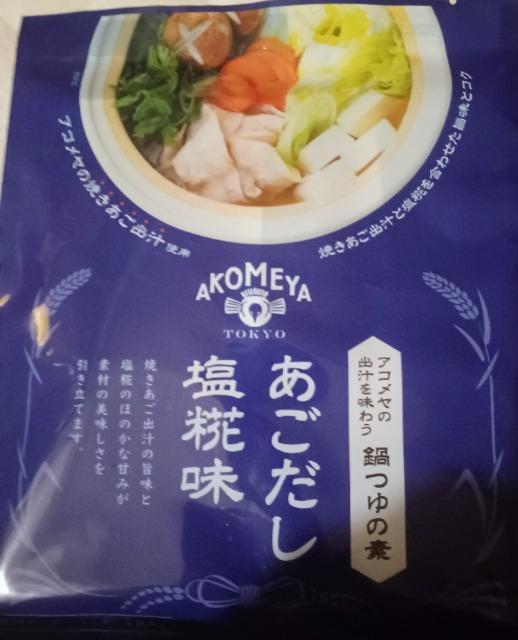 アコメヤの焼きあご出汁使用
焼きあご出汁と塩糀を合わせた旨味とコク
AKOMEYA
TOKYO
アコメヤの
出汁を味わう
鍋つゆの素
あごだし
塩糀味
焼きあご出汁の旨味と
塩糀のほのかな甘みが
素材の美味しさを
引き立てます。